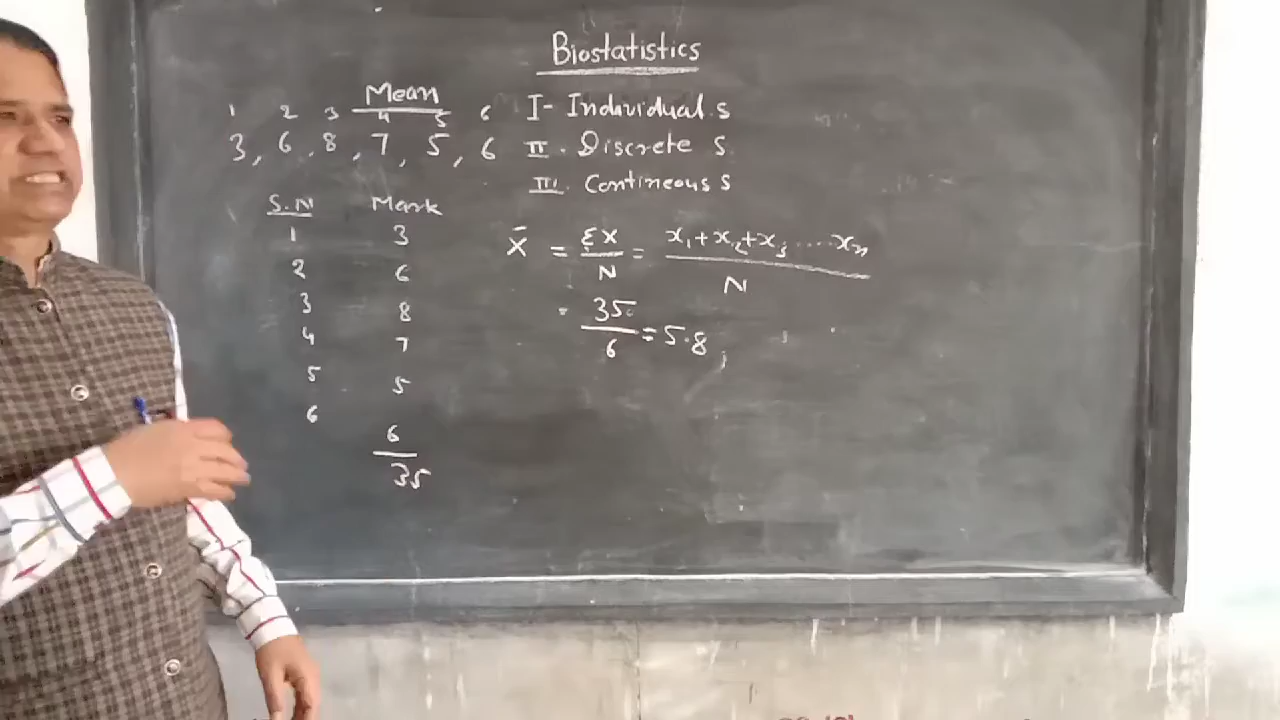 Biostatistics
Mean
1 2 3 4 5 6
3, 6, 8, 7, 5, 6
I- Individual s
II. Discrete s
III. Contineous s
S.N Mark
1 3
2 6
3 8
4 7
5 5
6 6
35
X̄ = ΣX/N = x₁+x₂+x₃.....xₙ/N
= 35/6 = 5.8